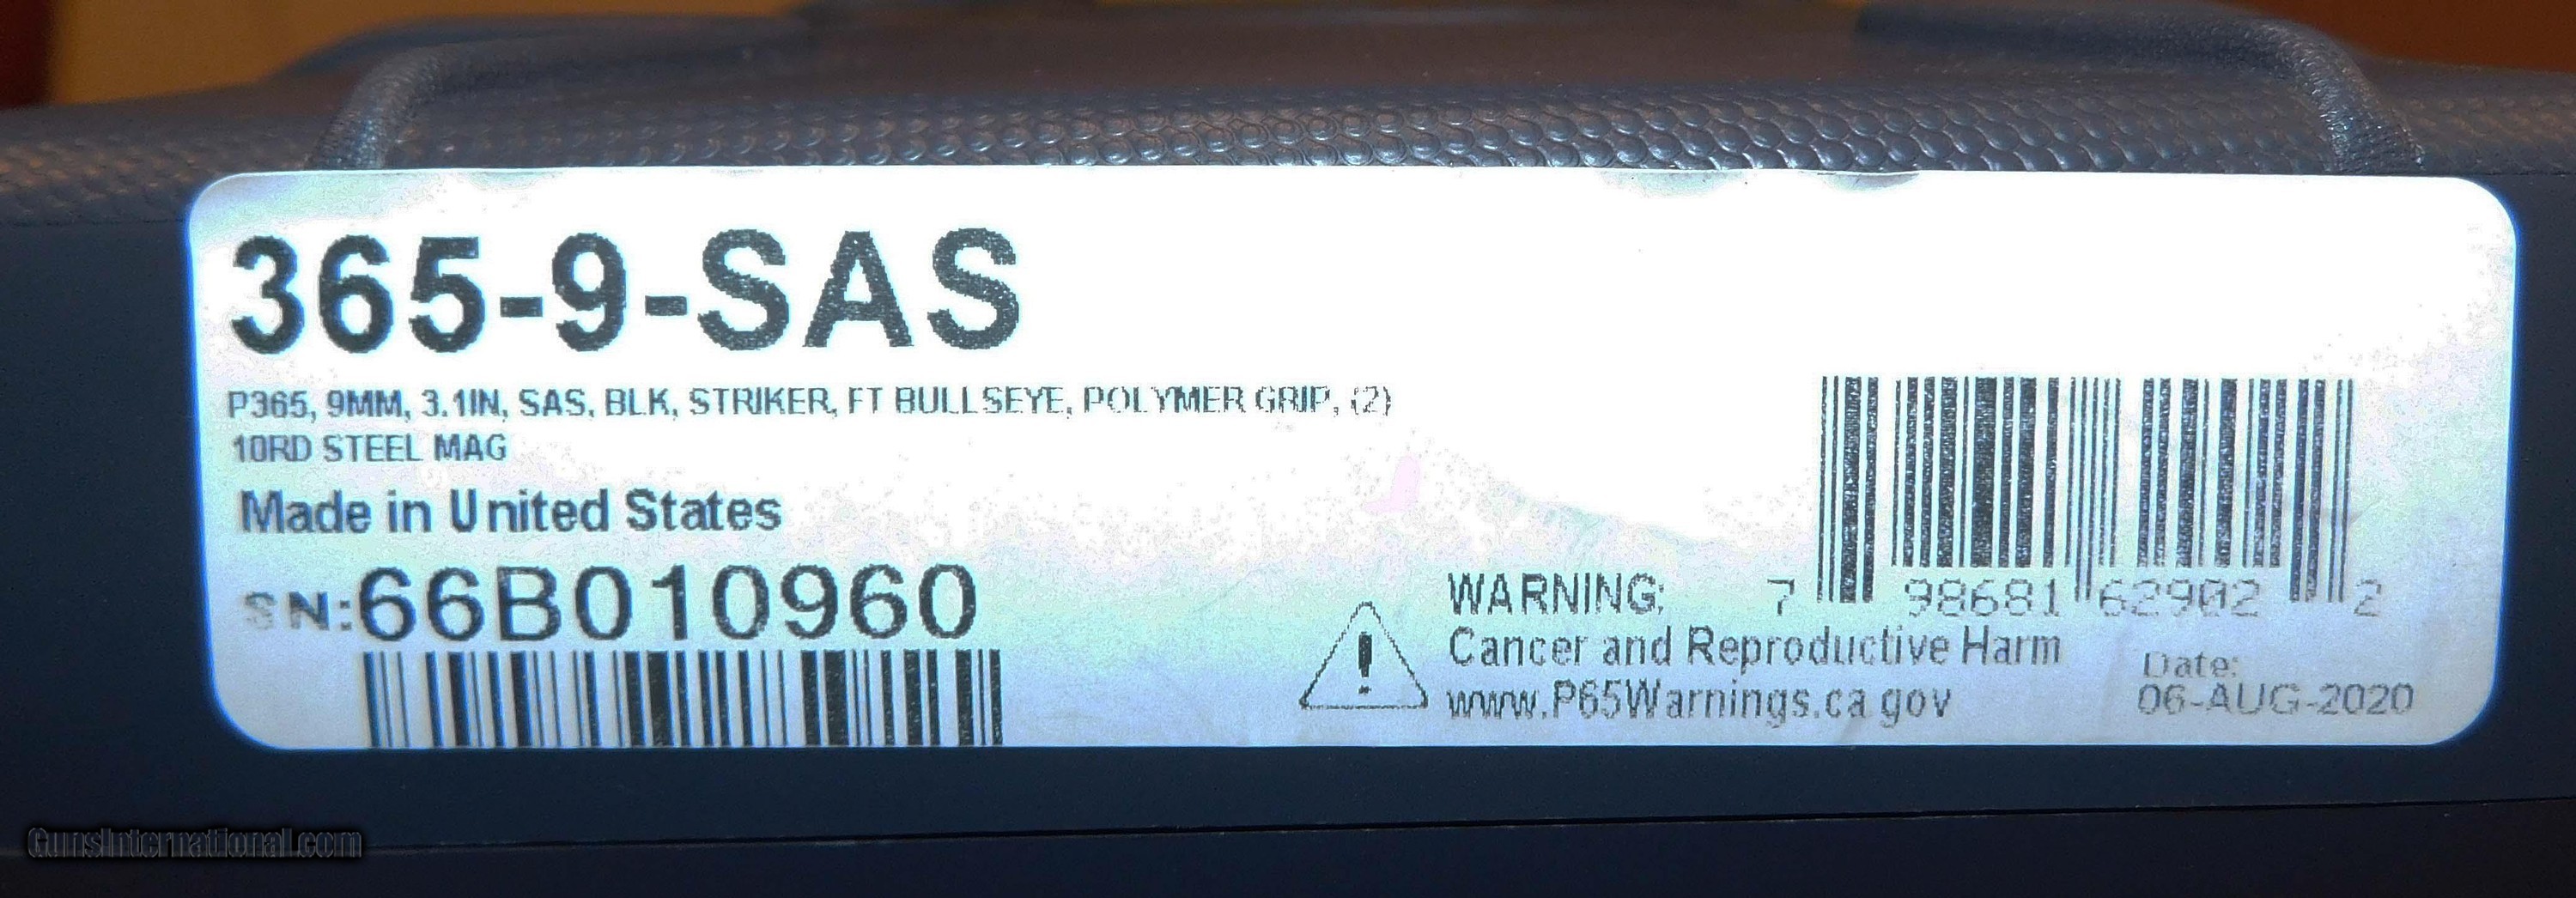 365-9-SAS
P365, 9MM, 3.1IN, SAS, BLK, STRIKER, FT BULLSEYE, POLYMER GRIP, (2)
10RD STEEL MAG
Made in United States
SN:66B010960
7 98681 62902 2
WARNING:
Cancer and Reproductive Harm
www.P65Warnings.ca.gov
Date:
06-AUG-2020
GunsInternational.com